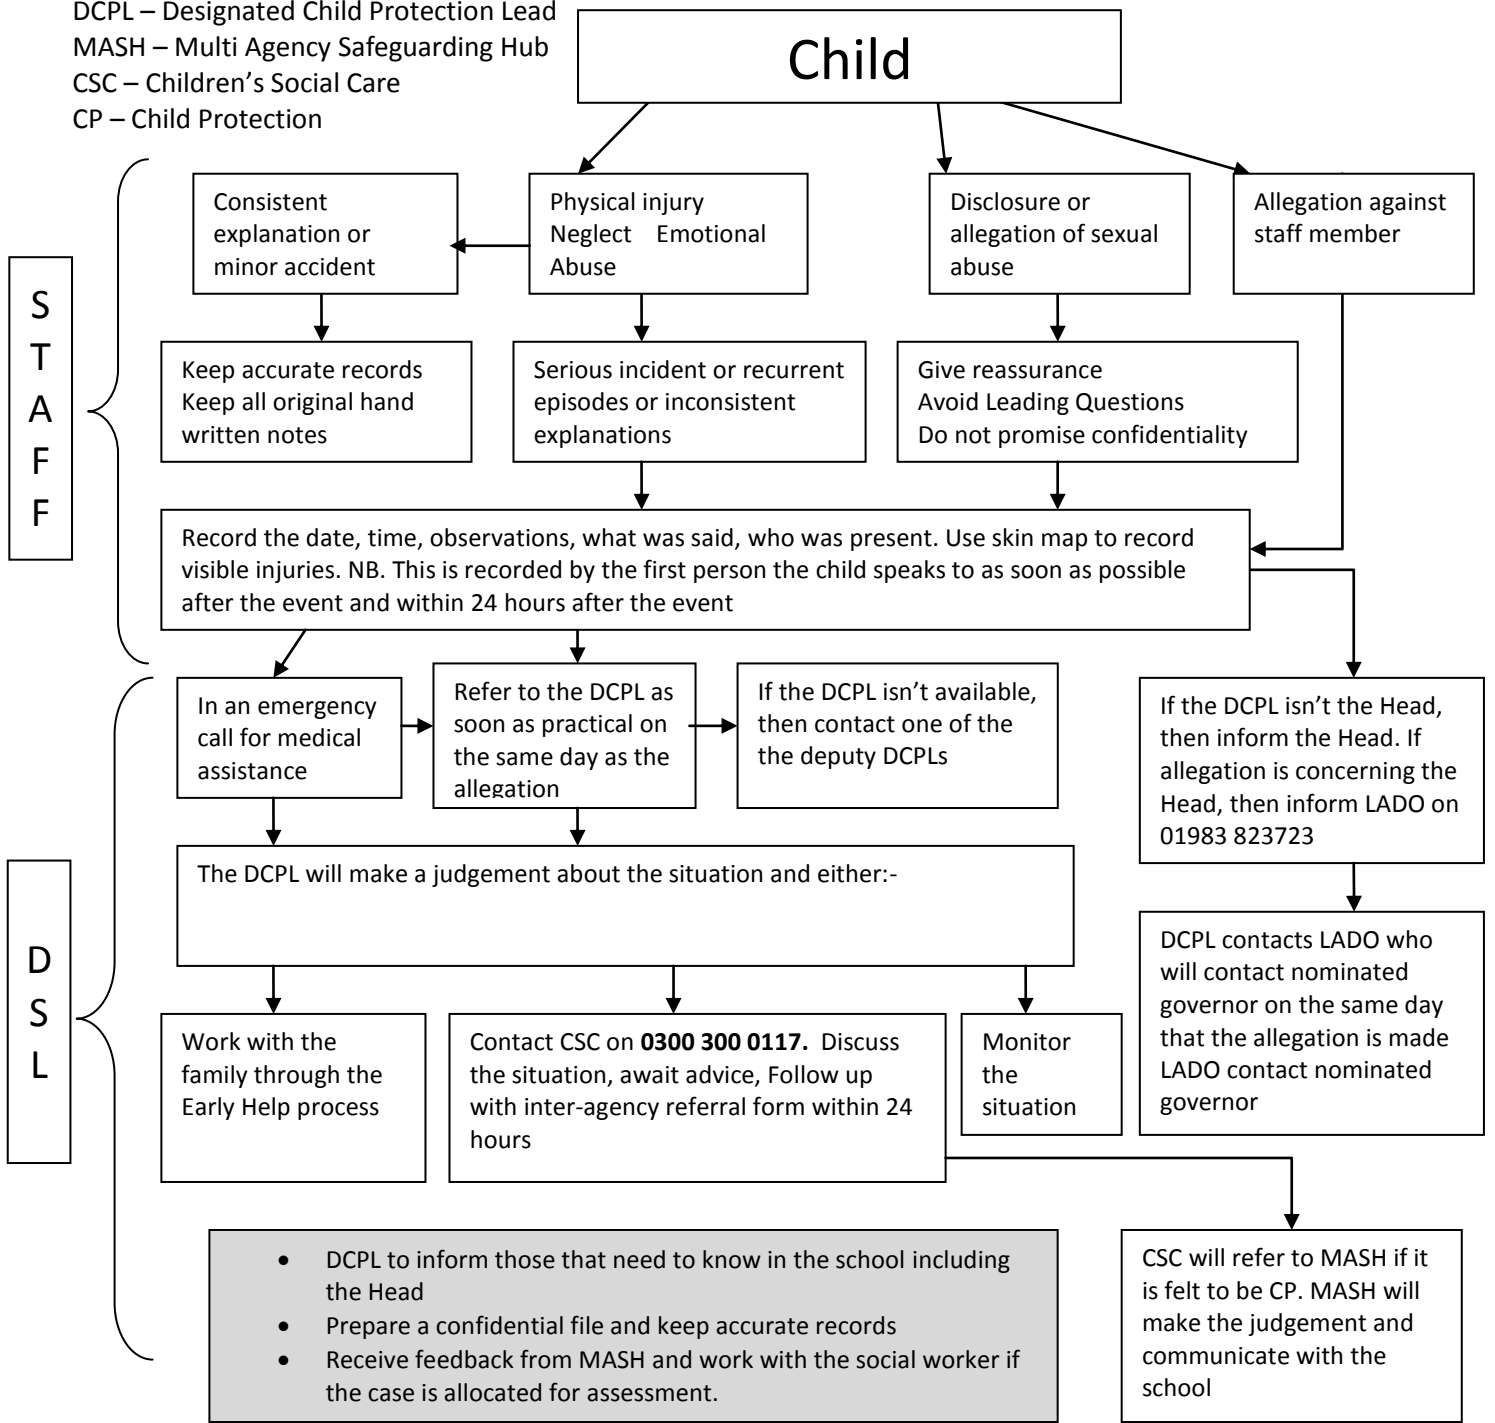 DCPL – Designated Child Protection Lead
MASH – Multi Agency Safeguarding Hub
CSC – Children's Social Care
CP – Child Protection
Child
Consistent
explanation or
minor accident
Physical injury
Neglect Emotional
Abuse
Disclosure or
allegation of sexual
abuse
Allegation against
staff member
S
T
A
F
F
Keep accurate records
Keep all original hand
written notes
Serious incident or recurrent
episodes or inconsistent
explanations
Give reassurance
Avoid Leading Questions
Do not promise confidentiality
Record the date, time, observations, what was said, who was present. Use skin map to record
visible injuries. NB. This is recorded by the first person the child speaks to as soon as possible
after the event and within 24 hours after the event
In an emergency
call for medical
assistance
Refer to the DCPL as
soon as practical on
the same day as the
allegation
If the DCPL isn't available,
then contact one of the
the deputy DCPLs
If the DCPL isn't the Head,
then inform the Head. If
allegation is concerning the
Head, then inform LADO on
01983 823723
D
S
L
The DCPL will make a judgement about the situation and either:-
DCPL contacts LADO who
will contact nominated
governor on the same day
that the allegation is made
LADO contact nominated
governor
Work with the
family through the
Early Help process
Contact CSC on 0300 300 0117. Discuss
the situation, await advice, Follow up
with inter-agency referral form within 24
hours
Monitor
the
situation
• DCPL to inform those that need to know in the school including
the Head
• Prepare a confidential file and keep accurate records
• Receive feedback from MASH and work with the social worker if
the case is allocated for assessment.
CSC will refer to MASH if it
is felt to be CP. MASH will
make the judgement and
communicate with the
school